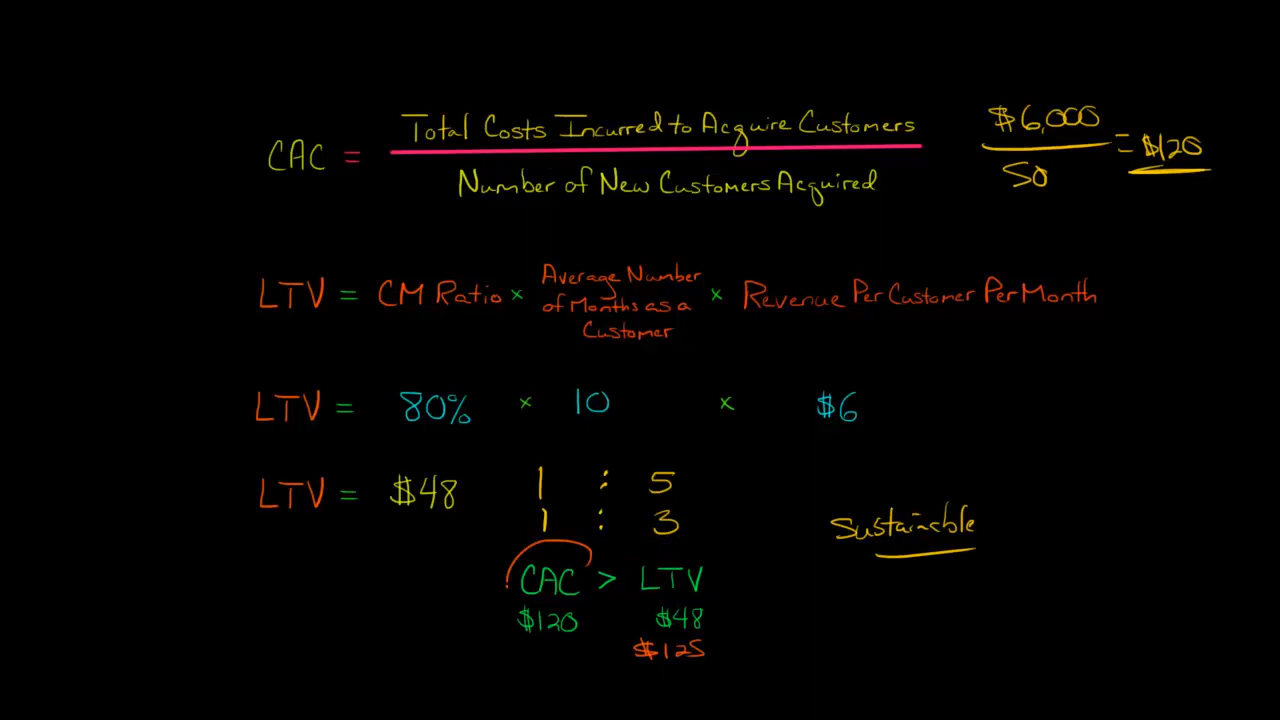 CAC = Total Costs Incurred to Acquire Customers
Number of New Customers Acquired
$6,000
50
= $120
LTV = CM Ratio × Average Number of Months as a Customer × Revenue Per Customer Per Month
LTV = 80% × 10 × $6
LTV = $48
1 : 5
1 : 3
Sustainable
CAC > LTV
$120 $48
$125